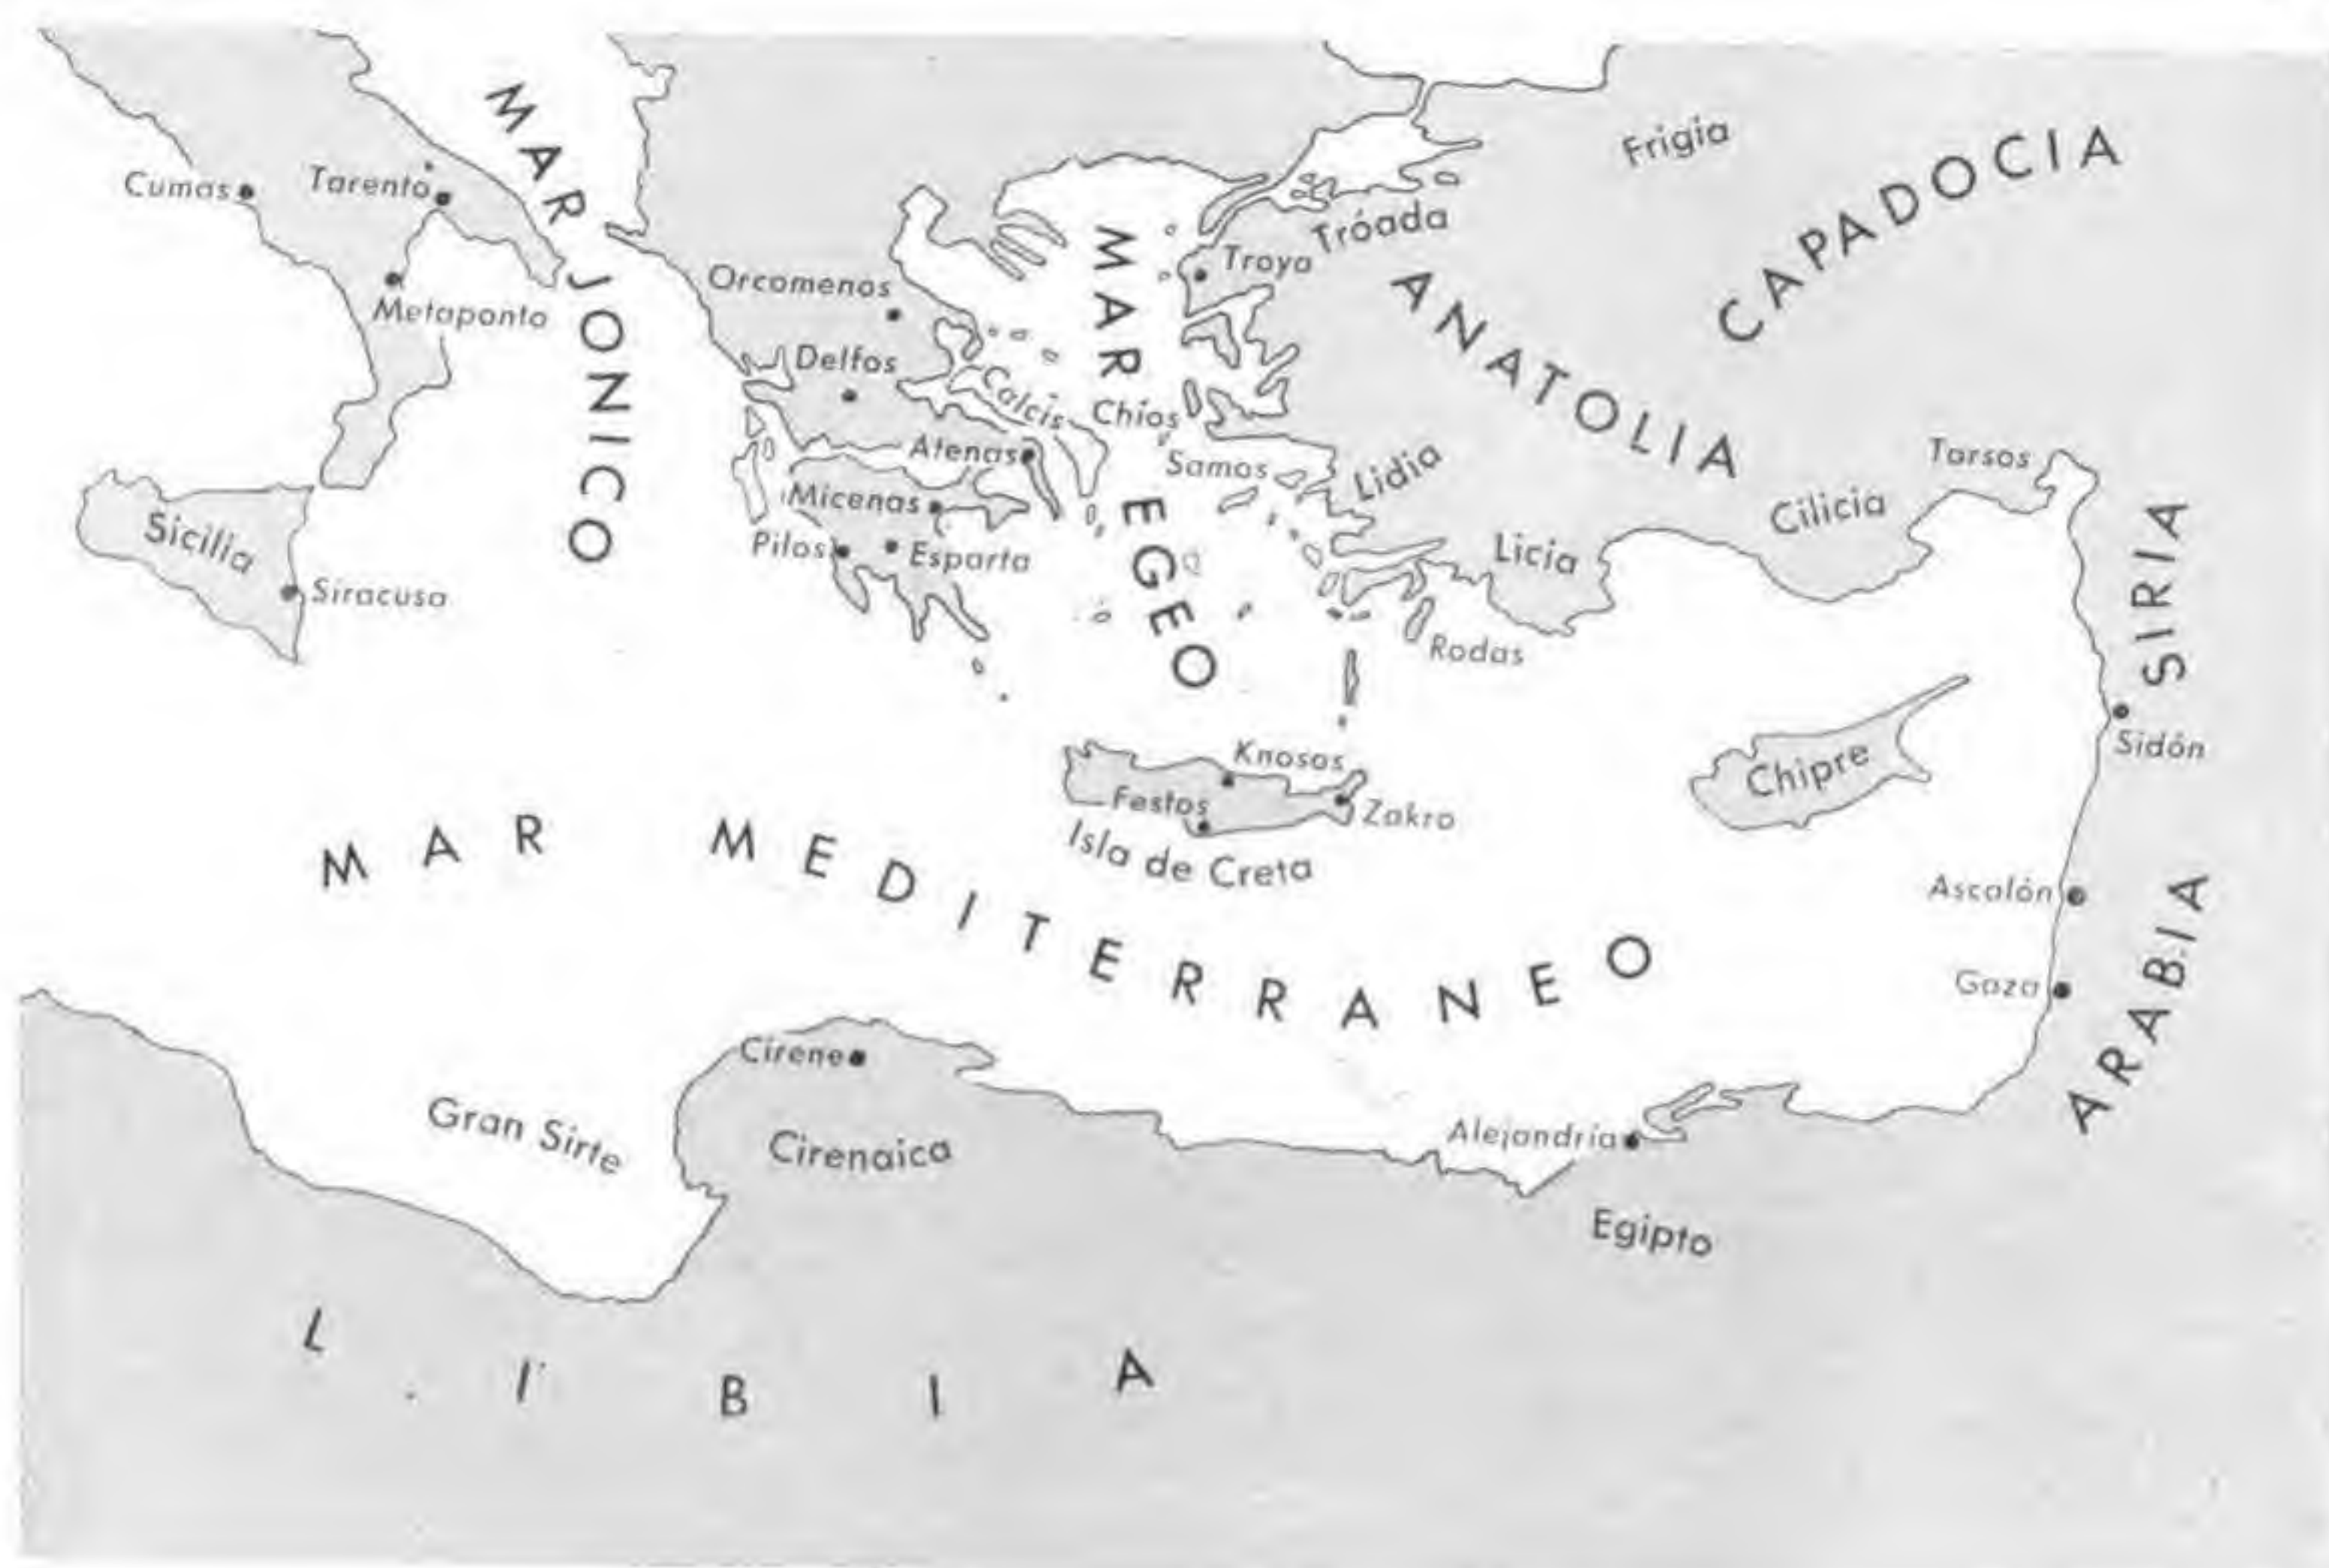 MAR JONICO
Frigia
CAPADOCIA
Cumas
Tarento
Tróada
Troya
MAR EGEO
Orcomenos
Metaponto
ANATOLIA
Delfos
Calcis
Chios
Atenas
Samos
Lidia
Tarsos
Micenas
Cilicia
Sicilia
Pilos
Esparta
Licia
SIRIA
Siracusa
Rodas
Knosos
Sidón
Chipre
Festos
Zakro
Isla de Creta
MAR MEDITERRANEO
Ascalón
ARABIA
Gaza
Cirene
Gran Sirte
Cirenaica
Alejandría
Egipto
LIBIA